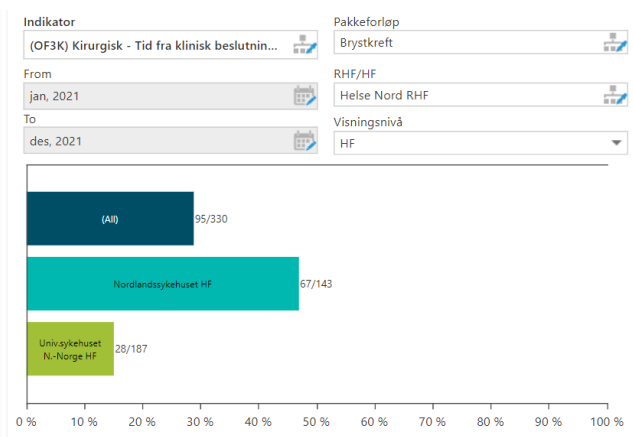 Indikator
(OF3K) Kirurgisk - Tid fra klinisk beslutnin...
Pakkeforløp
Brystkreft
From
jan, 2021
RHF/HF
Helse Nord RHF
To
des, 2021
Visningsnivå
HF
(All)
95/330
Nordlandssykehuset HF
67/143
Univ.sykehuset
N.-Norge HF
28/187
0 % 10 % 20 % 30 % 40 % 50 % 60 % 70 % 80 % 90 % 100 %